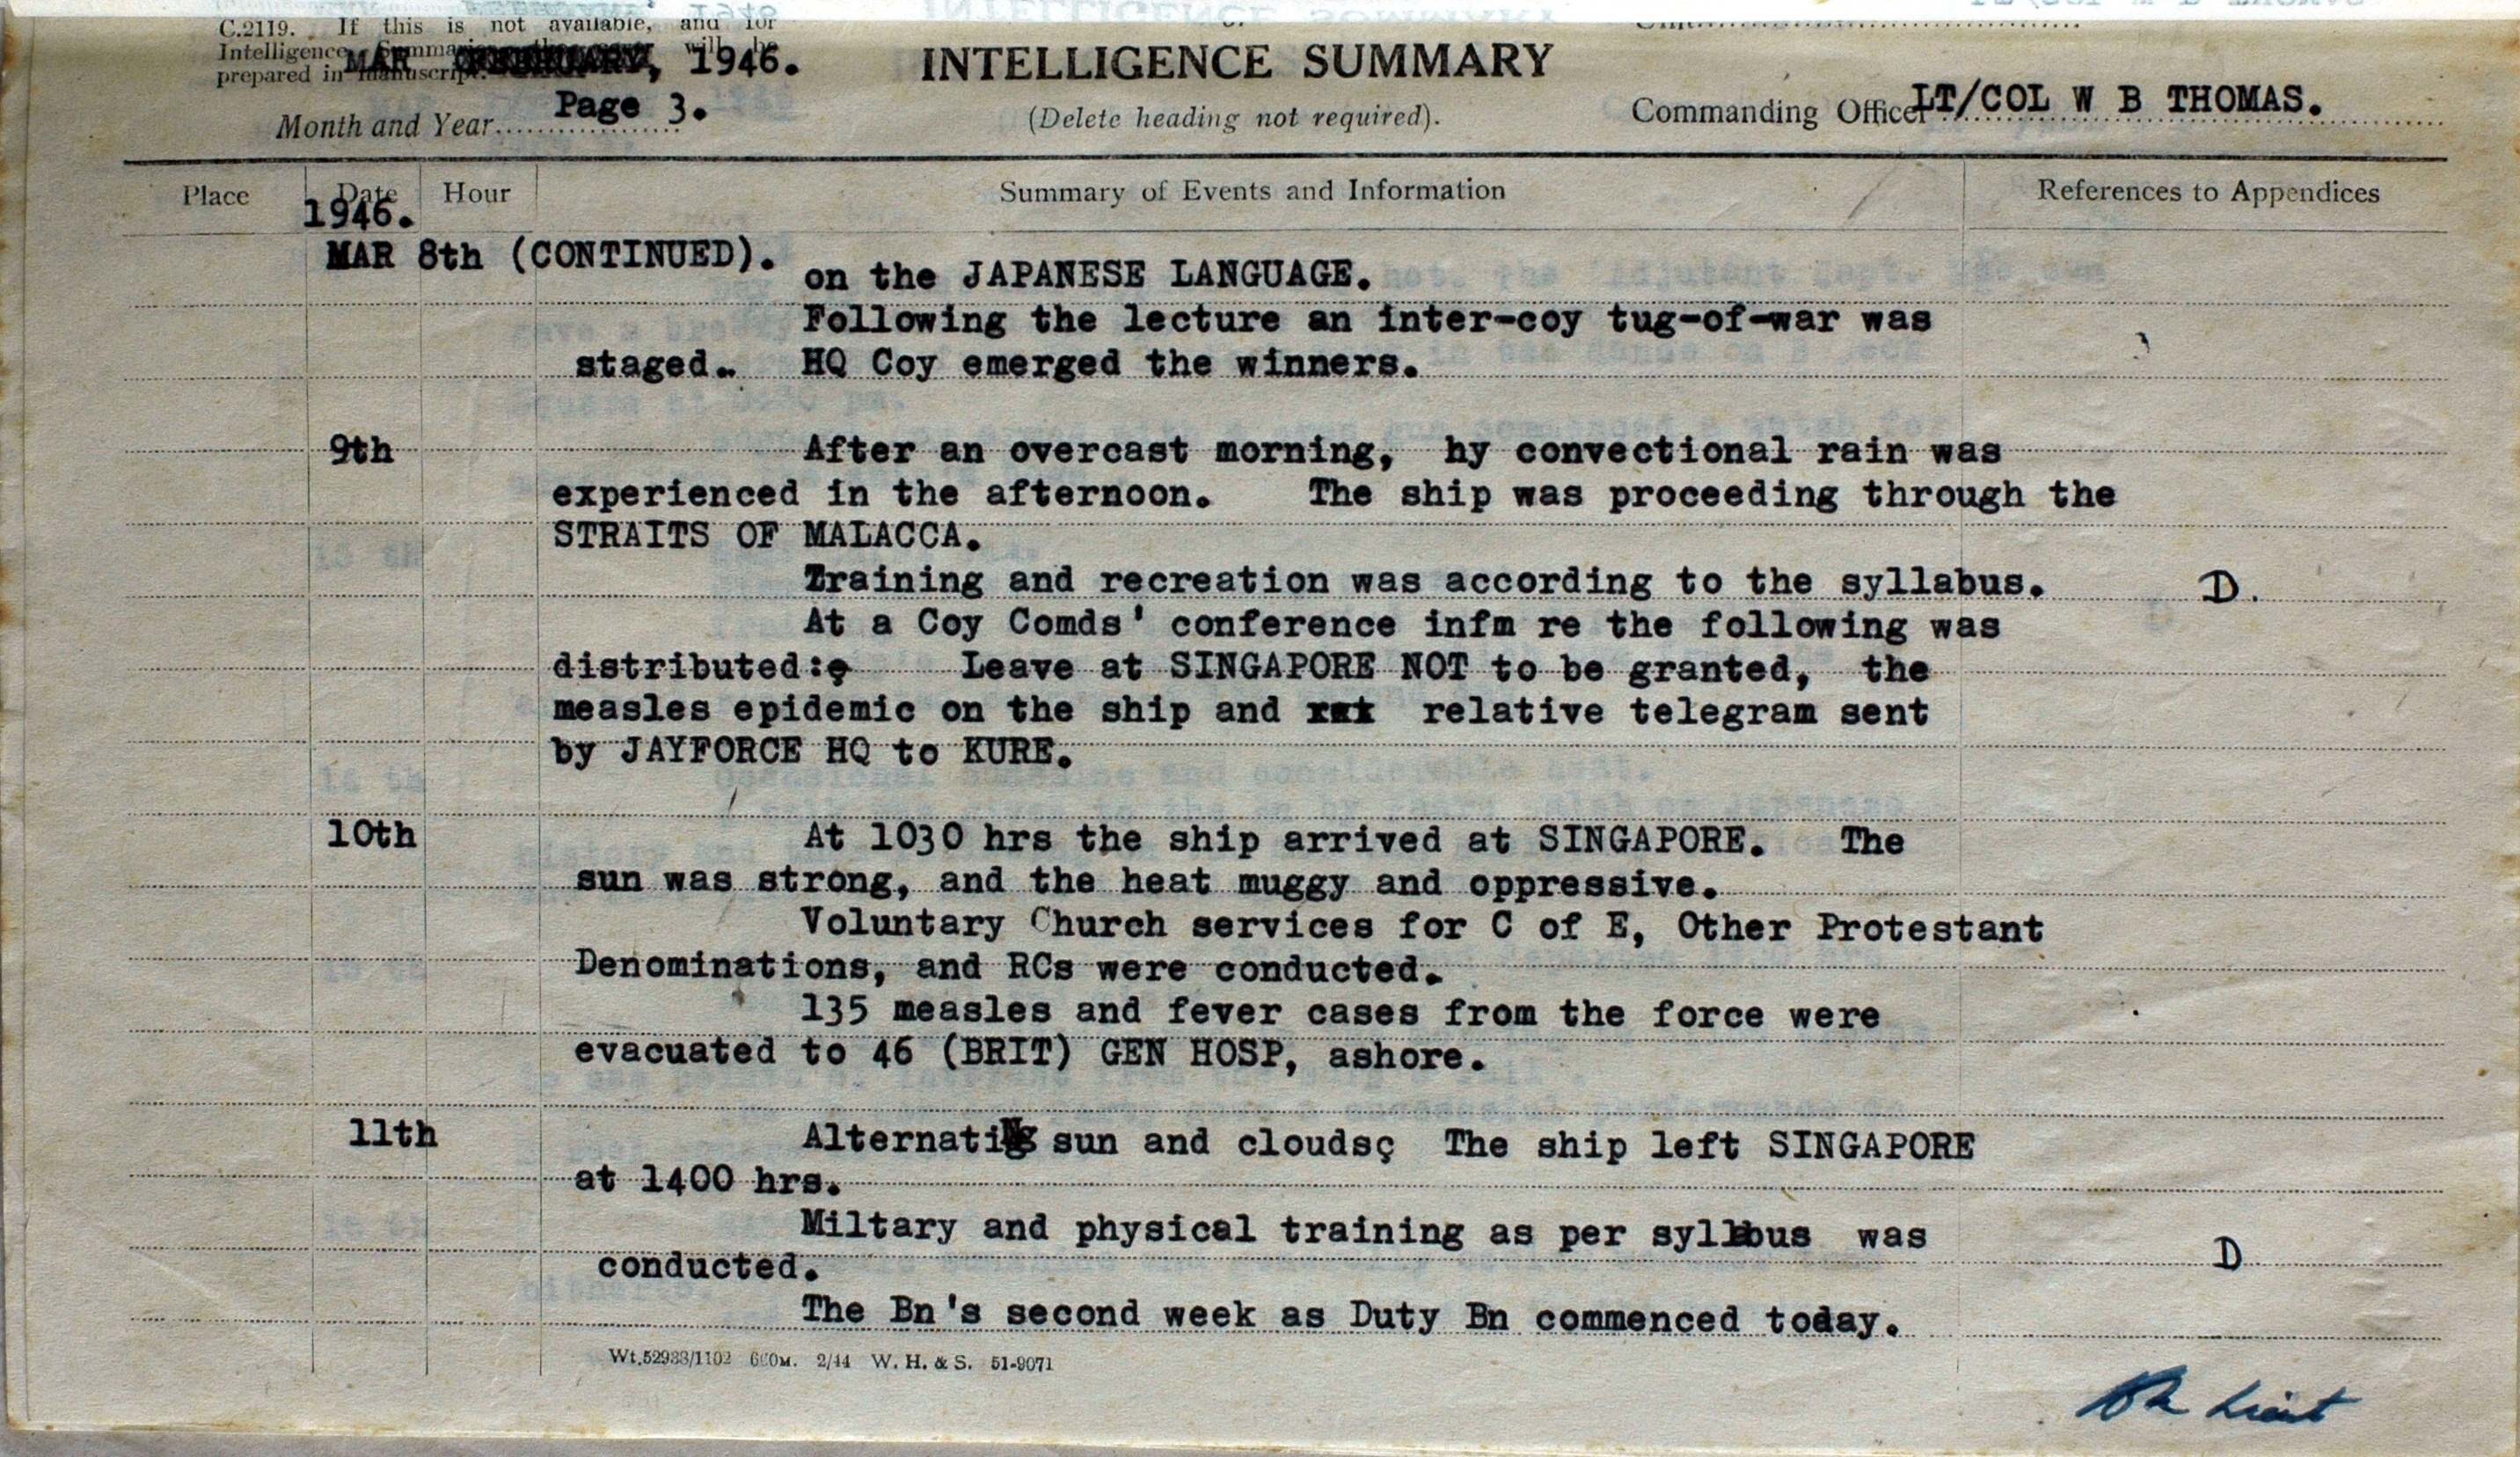 C.2119. If this is not available, and for
Intelligence will be
prepared in manuscript.
MAR 1946.
Page 3.
Month and Year
INTELLIGENCE SUMMARY
(Delete heading not required).
Commanding Officer LT/COL W B THOMAS.
Place Date Hour Summary of Events and Information References to Appendices
1946.
MAR 8th (CONTINUED).
on the JAPANESE LANGUAGE.
Following the lecture an inter-coy tug-of-war was
staged. HQ Coy emerged the winners.
9th After an overcast morning, hy convectional rain was
experienced in the afternoon. The ship was proceeding through the
STRAITS OF MALACCA.
Training and recreation was according to the syllabus. D.
At a Coy Comds' conference infm re the following was
distributed:ç Leave at SINGAPORE NOT to be granted, the
measles epidemic on the ship and relative telegram sent
by JAYFORCE HQ to KURE.
10th At 1030 hrs the ship arrived at SINGAPORE. The
sun was strong, and the heat muggy and oppressive.
Voluntary Church services for C of E, Other Protestant
Denominations, and RCs were conducted.
135 measles and fever cases from the force were
evacuated to 46 (BRIT) GEN HOSP, ashore.
11th Alternating sun and cloudsç The ship left SINGAPORE
at 1400 hrs.
Miltary and physical training as per syllabus was
conducted. D
The Bn's second week as Duty Bn commenced today.
Wt.52938/1102 600M. 2/44 W. H. & S. 51-9071
Lieut